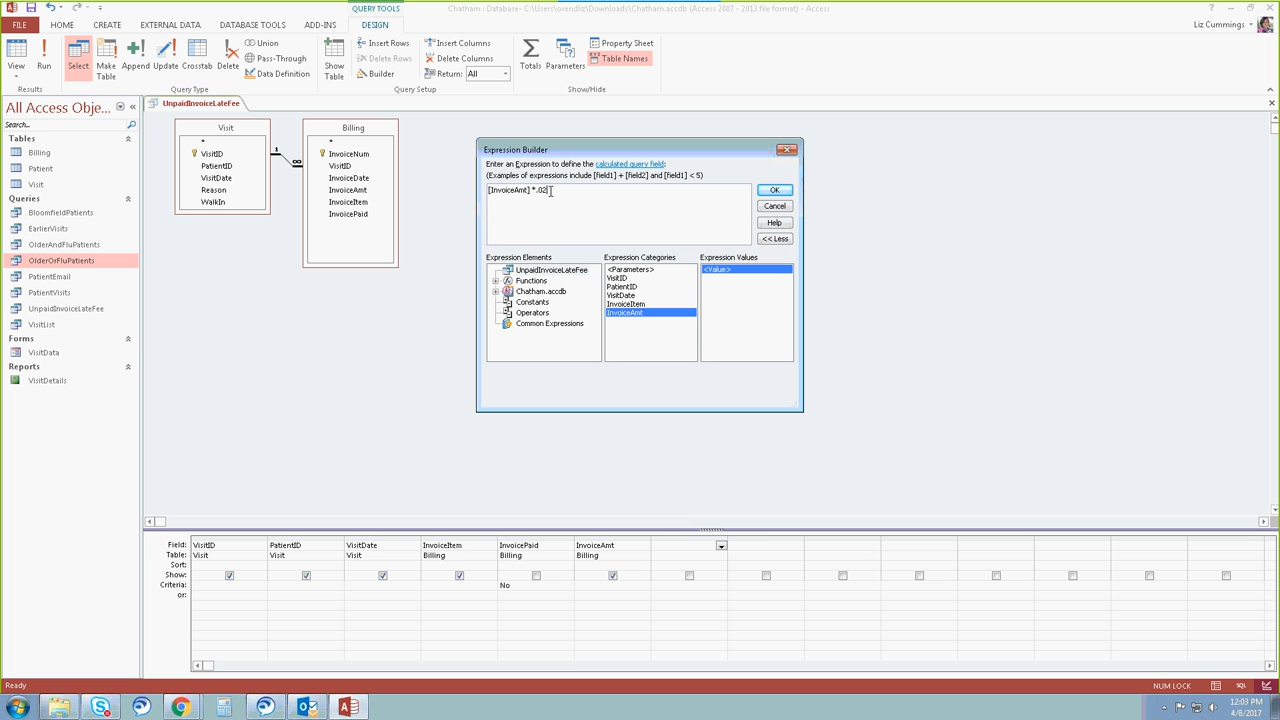 QUERY TOOLS
Chatham : Database- C:\Users\oxendliz\Downloads\Chatham.accdb (Access 2007 - 2013 file format) - Access
FILE HOME CREATE EXTERNAL DATA DATABASE TOOLS ADD-INS DESIGN
Liz Cummings
View
Run
Select
Make Table
Append
Update
Crosstab
Delete
Union
Pass-Through
Data Definition
Show Table
Insert Rows
Delete Rows
Builder
Insert Columns
Delete Columns
Return: All
Totals
Parameters
Property Sheet
Table Names
Results
Query Type
Query Setup
Show/Hide
All Access Obje...
Search...
Tables
Billing
Patient
Visit
Queries
BloomfieldPatients
EarlierVisits
OlderAndFluPatients
OlderOrFluPatients
PatientEmail
PatientVisits
UnpaidInvoiceLateFee
VisitList
Forms
VisitData
Reports
VisitDetails
UnpaidInvoiceLateFee
Visit
*
VisitID
PatientID
VisitDate
Reason
WalkIn
1
∞
Billing
*
InvoiceNum
VisitID
InvoiceDate
InvoiceAmt
InvoiceItem
InvoicePaid
Expression Builder
Enter an Expression to define the calculated query field:
(Examples of expressions include [field1] + [field2] and [field1] < 5)
[InvoiceAmt] *.02
OK
Cancel
Help
<< Less
Expression Elements
UnpaidInvoiceLateFee
Functions
Chatham.accdb
Constants
Operators
Common Expressions
Expression Categories
<Parameters>
VisitID
PatientID
VisitDate
InvoiceItem
InvoiceAmt
Expression Values
<Value>
Field: VisitID PatientID VisitDate InvoiceItem InvoicePaid InvoiceAmt
Table: Visit Visit Visit Billing Billing Billing
Sort:
Show:
Criteria: No
or:
Ready
NUM LOCK
SQL
12:03 PM
4/8/2017